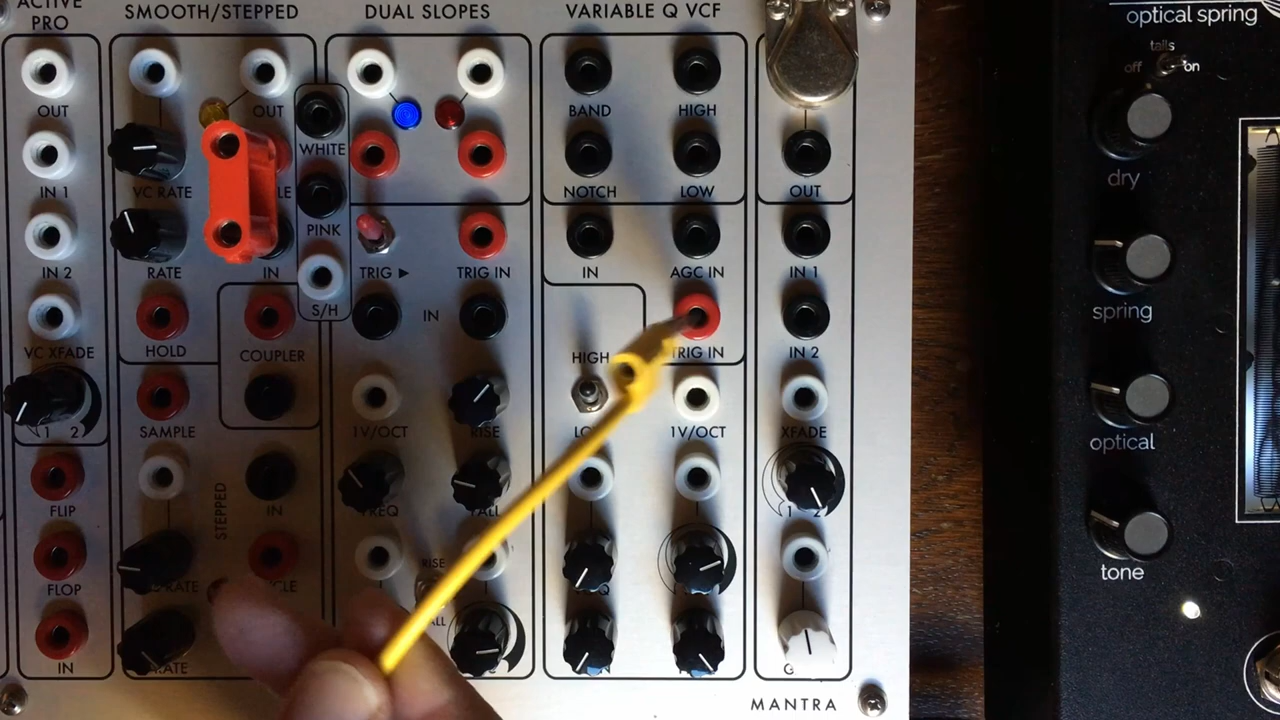 ACTIVE
PRO
OUT
IN 1
IN 2
VC XFADE
1 2
FLIP
FLOP
IN
SMOOTH/STEPPED
OUT
VC RATE
RATE
IN
HOLD
COUPLER
SAMPLE
STEPPED
IN
RATE
RATE
WHITE
PINK
S/H
DUAL SLOPES
TRIG ▶
TRIG IN
IN
1V/OCT
RISE
RISE
VARIABLE Q VCF
BAND
HIGH
NOTCH
LOW
IN
AGC IN
TRIG IN
HIGH
1V/OCT
OUT
IN 1
IN 2
XFADE
1 2
MANTRA
optical spring
tails
off
on
dry
spring
optical
tone